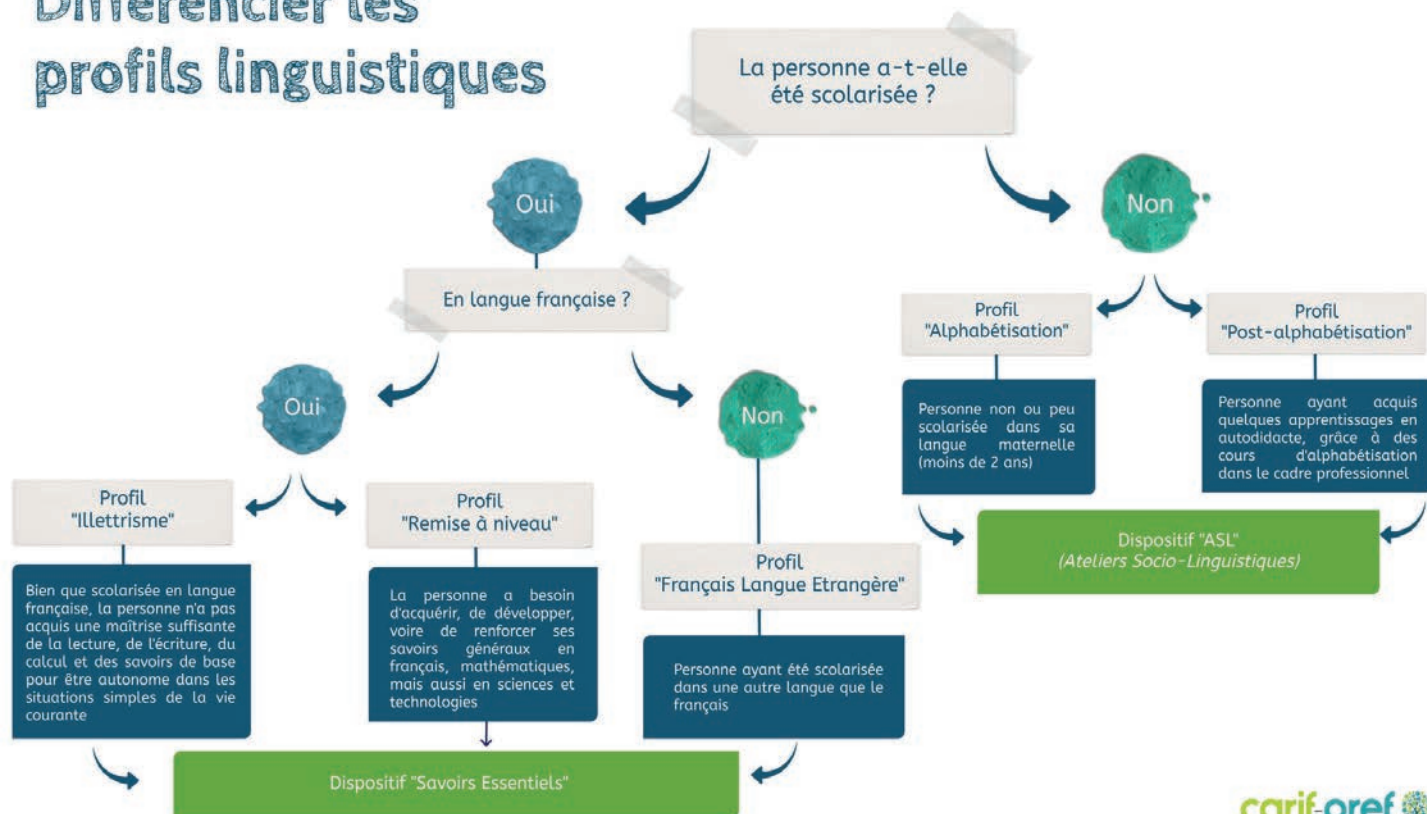 Différencier les
profils linguistiques
La personne a-t-elle
été scolarisée ?
Oui
Non
En langue française ?
Profil
"Alphabétisation"
Profil
"Post-alphabétisation"
Personne non ou peu
scolarisée dans sa
langue maternelle
(moins de 2 ans)
Personne ayant acquis
quelques apprentissages en
autodidacte, grâce à des
cours d'alphabétisation
dans le cadre professionnel
Dispositif "ASL"
(Ateliers Socio-Linguistiques)
Oui
Non
Profil
"Illettrisme"
Profil
"Remise à niveau"
Profil
"Français Langue Etrangère"
Bien que scolarisée en langue
française, la personne n'a pas
acquis une maîtrise suffisante
de la lecture, de l'écriture, du
calcul et des savoirs de base
pour être autonome dans les
situations simples de la vie
courante
La personne a besoin
d'acquérir, de développer,
voire de renforcer ses
savoirs généraux en
français, mathématiques,
mais aussi en sciences et
technologies
Personne ayant été scolarisée
dans une autre langue que le
français
Dispositif "Savoirs Essentiels"
carif-oref